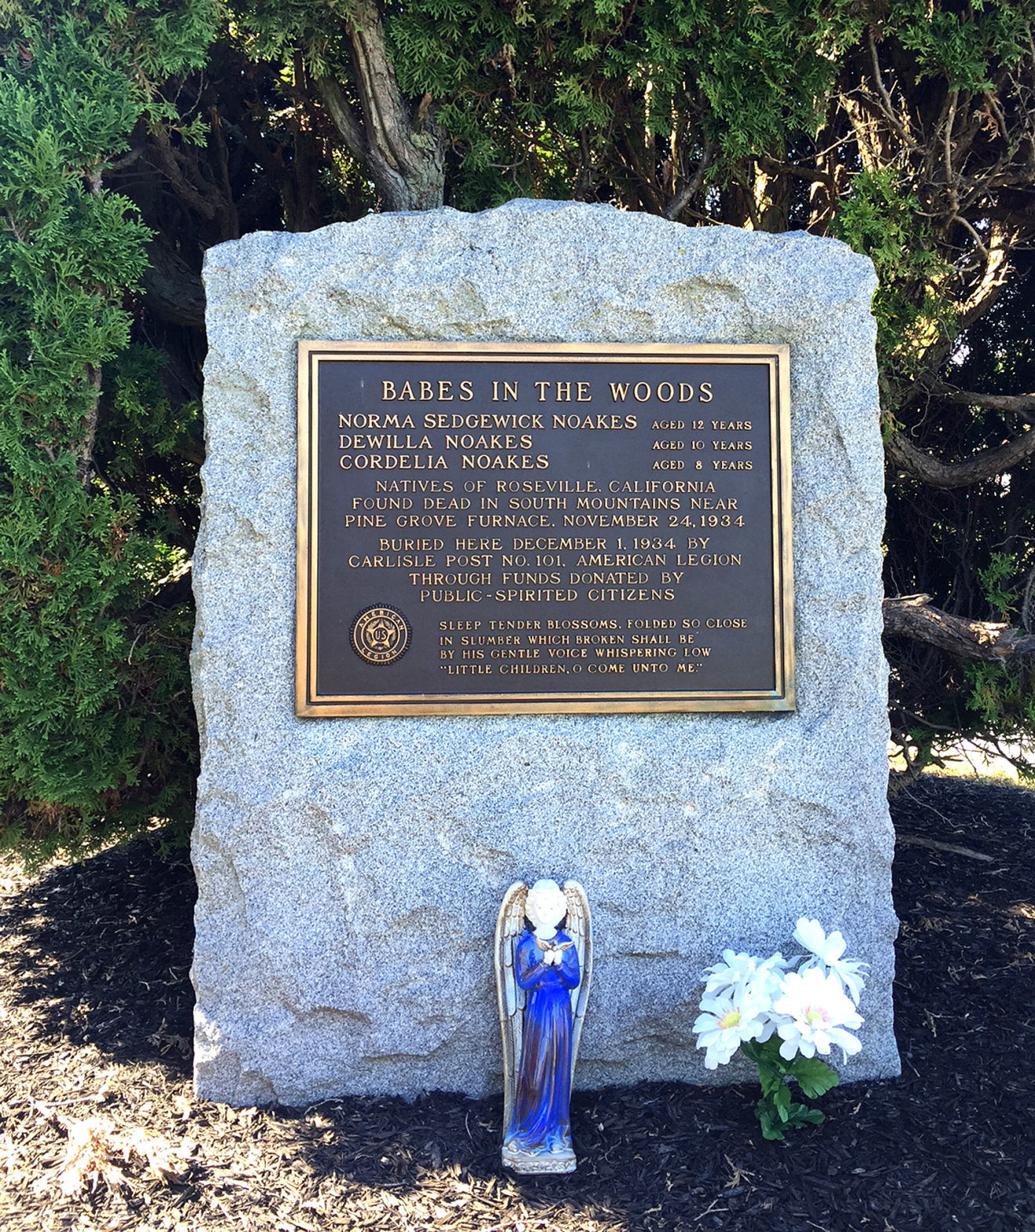 BABES IN THE WOODS
NORMA SEDGEWICK NOAKES AGED 12 YEARS
DEWILLA NOAKES AGED 10 YEARS
CORDELIA NOAKES AGED 8 YEARS
NATIVES OF ROSEVILLE, CALIFORNIA
FOUND DEAD IN SOUTH MOUNTAINS NEAR
PINE GROVE FURNACE, NOVEMBER 24, 1934
BURIED HERE DECEMBER 1, 1934 BY
CARLISLE POST NO. 101, AMERICAN LEGION
THROUGH FUNDS DONATED BY
PUBLIC-SPIRITED CITIZENS
AMERICAN
US
LEGION
SLEEP TENDER BLOSSOMS, FOLDED SO CLOSE
IN SLUMBER WHICH BROKEN SHALL BE
BY HIS GENTLE VOICE WHISPERING LOW
"LITTLE CHILDREN, O COME UNTO ME."